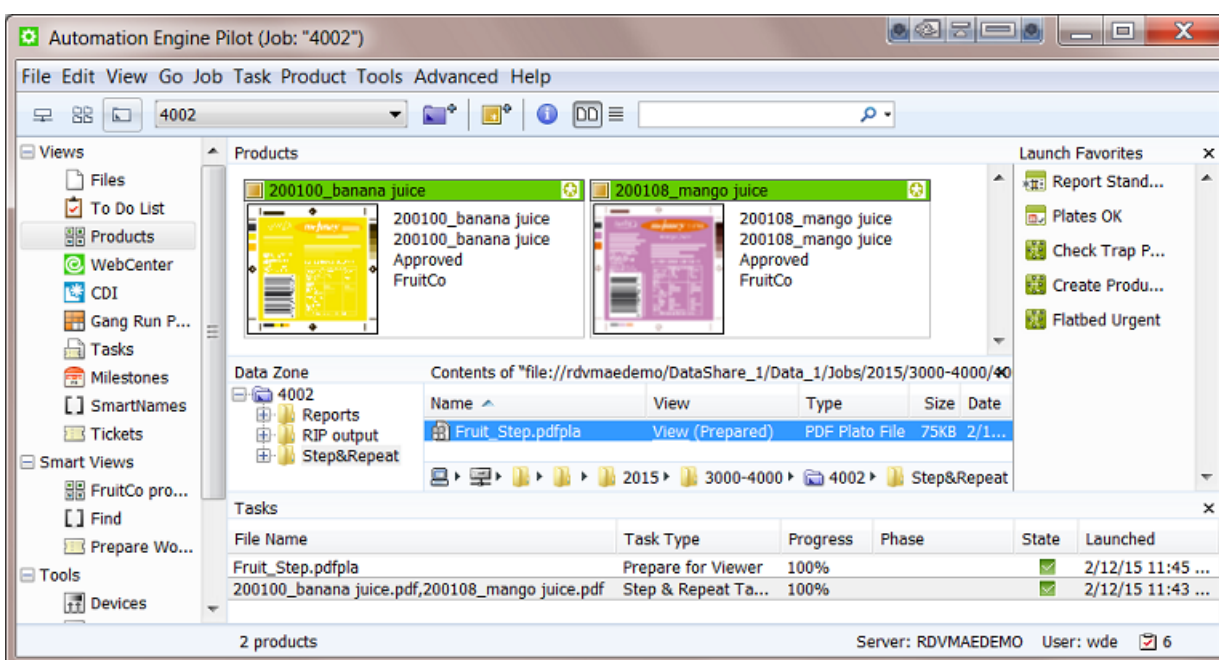 Automation Engine Pilot (Job: "4002")
File Edit View Go Job Task Product Tools Advanced Help
4002
Views
Files
To Do List
Products
WebCenter
CDI
Gang Run P...
Tasks
Milestones
SmartNames
Tickets
Smart Views
FruitCo pro...
Find
Prepare Wo...
Tools
Devices
Products
200100_banana juice
200100_banana juice
200100_banana juice
Approved
FruitCo
200108_mango juice
200108_mango juice
200108_mango juice
Approved
FruitCo
Launch Favorites
Report Stand...
Plates OK
Check Trap P...
Create Produ...
Flatbed Urgent
Data Zone
4002
Reports
RIP output
Step&Repeat
Contents of "file://rdvmaedemo/DataShare_1/Data_1/Jobs/2015/3000-4000/40
Name View Type Size Date
Fruit_Step.pdfpla View (Prepared) PDF Plato File 75KB 2/1...
2015 3000-4000 4002 Step&Repeat
Tasks
File Name Task Type Progress Phase State Launched
Fruit_Step.pdfpla Prepare for Viewer 100% 2/12/15 11:45 ...
200100_banana juice.pdf,200108_mango juice.pdf Step & Repeat Ta... 100% 2/12/15 11:43 ...
2 products Server: RDVMAEDEMO User: wde 6